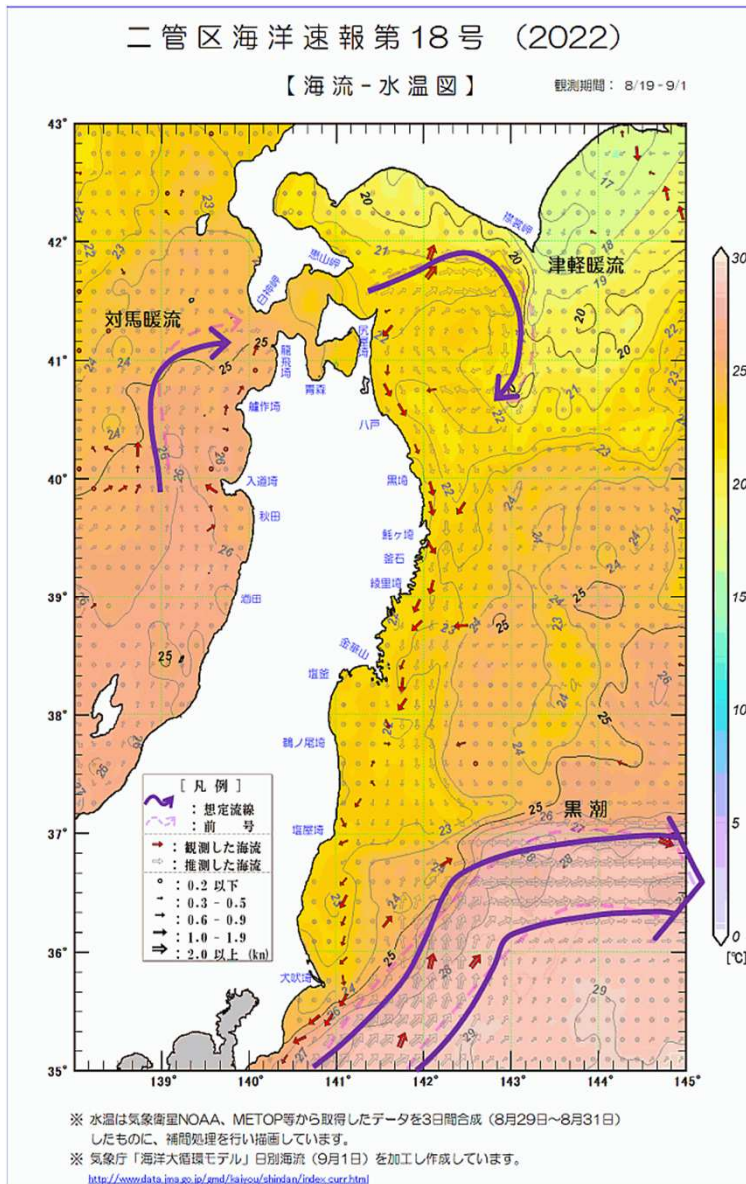 二管区海洋速報第18号 (2022)
【海流-水温図】
観測期間: 8/19-9/1
43°
42°
41°
40°
39°
38°
37°
36°
35°
139°
140°
141°
142°
143°
144°
145°
襟裳岬
恵山岬
白神岬
津軽暖流
対馬暖流
尻屋埼
龍飛埼
青森
艫作埼
八戸
入道埼
黒埼
秋田
鮏ヶ埼
釜石
綾里埼
酒田
金華山
塩釜
鵜ノ尾埼
黒潮
塩屋埼
犬吠埼
[凡例]
: 想定流線
: 前号
: 観測した海流
: 推測した海流
: 0.2 以下
: 0.3 - 0.5
: 0.6 - 0.9
: 1.0 - 1.9
: 2.0 以上 (kn)
30
25
20
15
10
5
0
[℃]
※ 水温は気象衛星NOAA、METOP等から取得したデータを3日間合成(8月29日~8月31日)
したものに、補間処理を行い描画しています。
※ 気象庁「海洋大循環モデル」日別海流(9月1日)を加工し作成しています。
http://www.data.jma.go.jp/gmd/kaiyou/shindan/index_curr.html